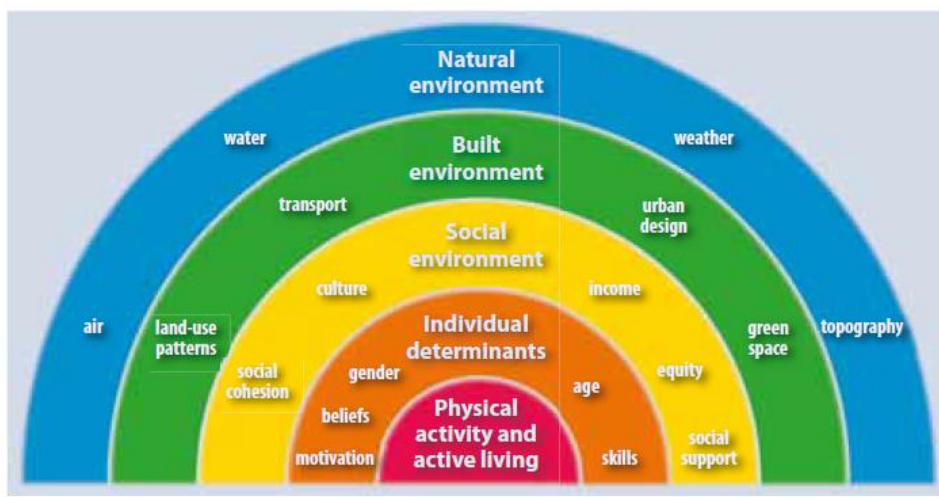 Natural
environment
water
weather
Built
environment
transport
urban
design
Social
environment
culture
income
air
land-use
patterns
green
space
topography
Individual
determinants
social
cohesion
gender
age
equity
beliefs
Physical
activity and
active living
motivation
skills
social
support